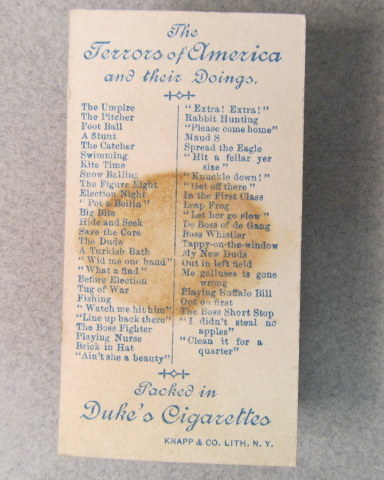 The
Terrors of America
and their Doings.
The Umpire
The Pitcher
Foot Ball
A Stunt
The Catcher
Swimming
Kite Time
Snow Balling
The Figure Eight
Election Night
"Pot Boilin"
Big Bite
Hide and Seek
Save the Core
The Dude
A Turkish Bath
"Wid me our band"
"What a find."
Before Election
Tug of War
Fishing
"Watch me hit him"
"Line up back there"
The Boss Fighter
Playing Nurse
Brick in Hat
"Ain't she a beauty"
"Extra! Extra!"
Rabbit Hunting
"Please come home"
Maud S
Spread the Eagle
"Hit a fellar yer
size"
"Knuckle down!"
"Get off there"
In the First Class
Leap Frog
"Let her go slow"
De Boss of de Gang
Boss Whistler
Tappy-on-the-window
My New Duds
Out in left field
Me galluses is gone
wrong
Playing Buffalo Bill
Out on first
The Boss Short Stop
"I didn't steal no
apples"
"Clean it for a
quarter"
Packed in
Duke's Cigarettes
KNAPP & CO. LITH. N. Y.